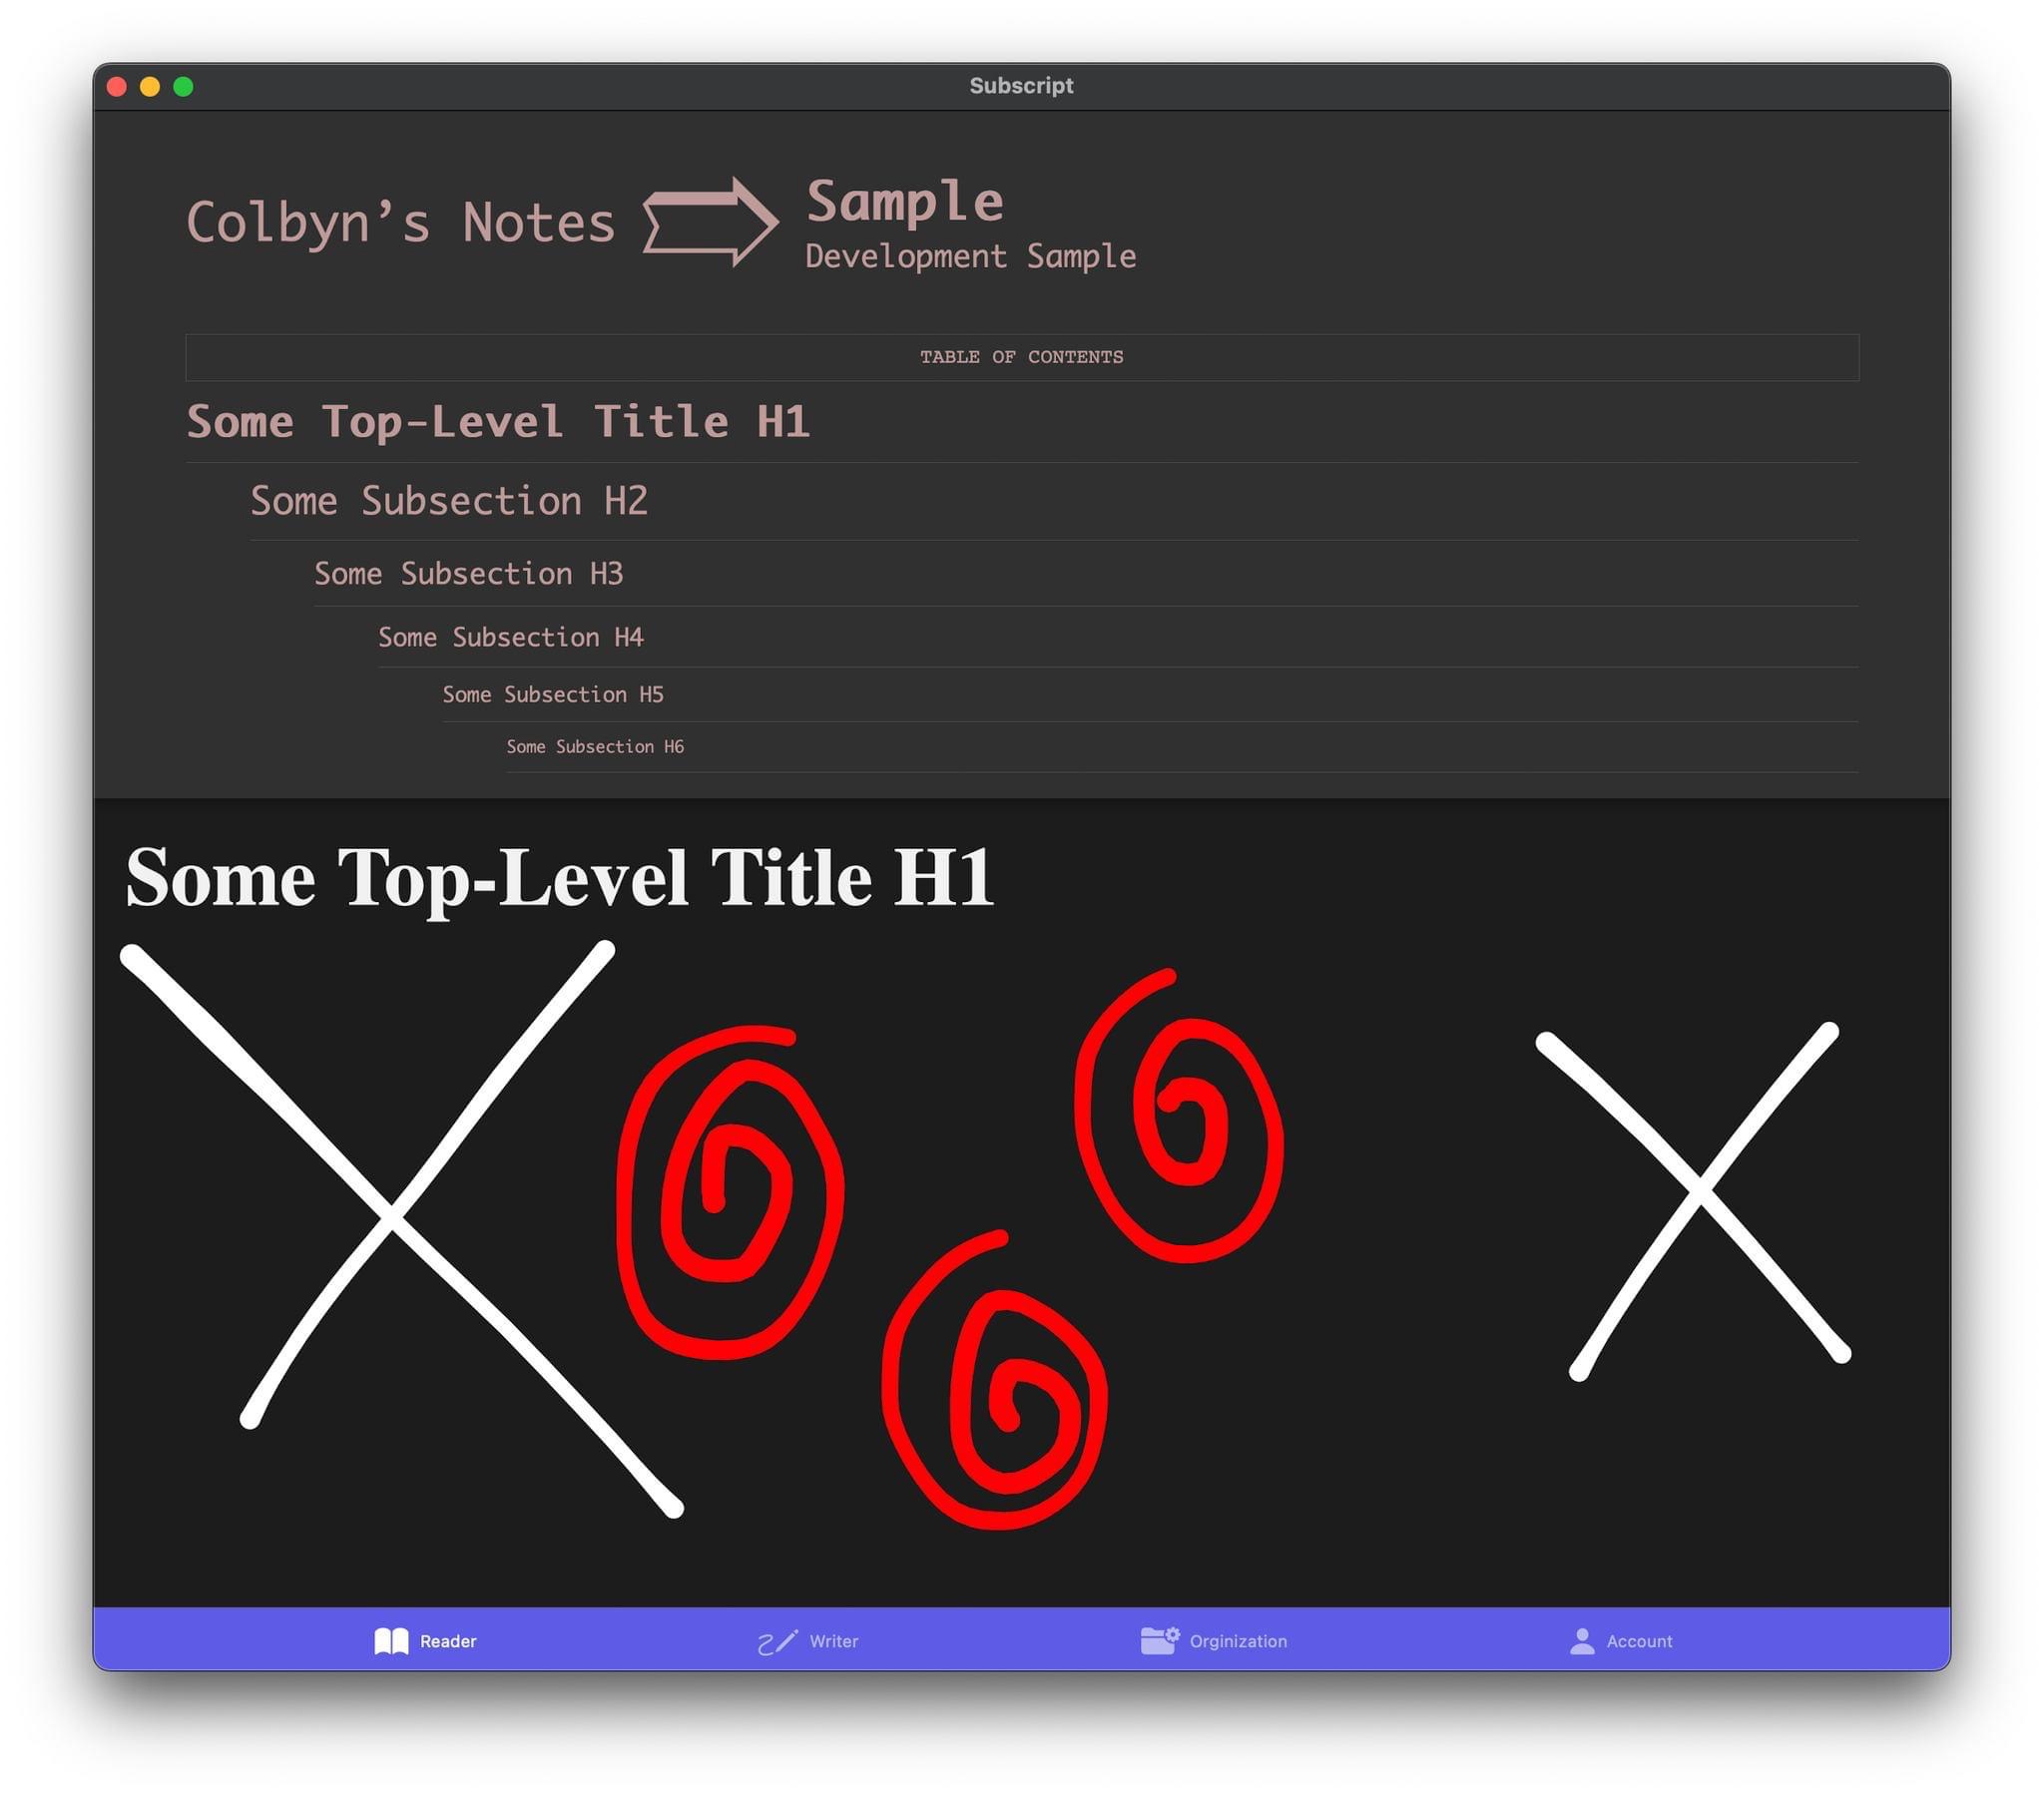 Subscript
Colbyn’s Notes
Sample
Development Sample
TABLE OF CONTENTS
Some Top-Level Title H1
Some Subsection H2
Some Subsection H3
Some Subsection H4
Some Subsection H5
Some Subsection H6
Some Top-Level Title H1
Reader Writer Orginization Account